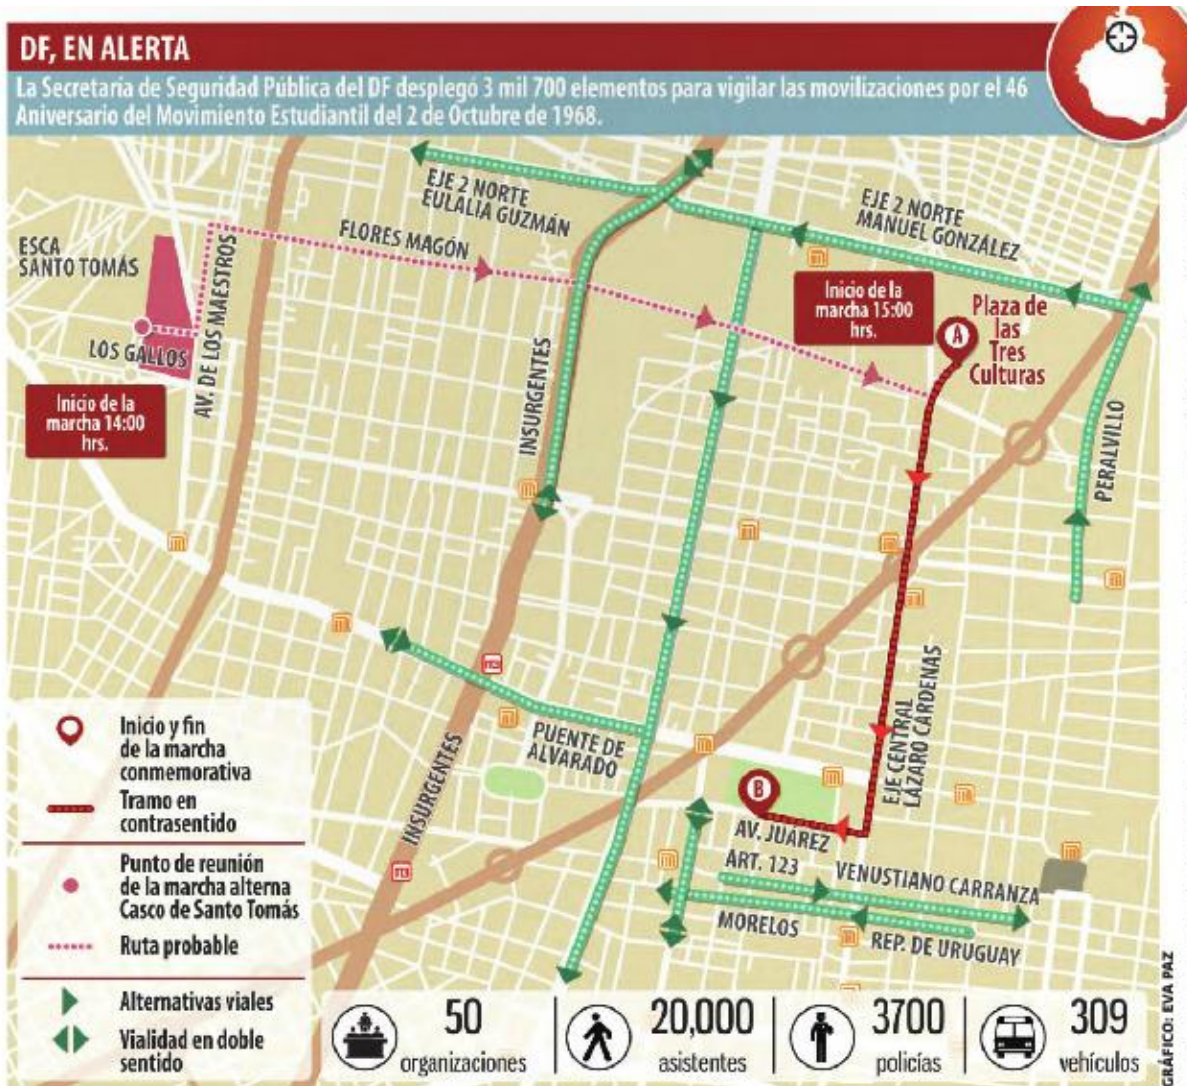 DF, EN ALERTA
La Secretaría de Seguridad Pública del DF desplegó 3 mil 700 elementos para vigilar las movilizaciones por el 46
Aniversario del Movimiento Estudiantil del 2 de Octubre de 1968.
EJE 2 NORTE
EULALIA GUZMÁN
EJE 2 NORTE
MANUEL GONZÁLEZ
FLORES MAGÓN
ESCA
SANTO TOMÁS
AV. DE LOS MAESTROS
LOS GALLOS
Inicio de la
marcha 14:00
hrs.
Inicio de la
marcha 15:00
hrs.
A
Plaza de
las
Tres
Culturas
INSURGENTES
PERALVILLO
EJE CENTRAL
LÁZARO CÁRDENAS
PUENTE DE
ALVARADO
INSURGENTES
B
AV. JUÁREZ
ART. 123
VENUSTIANO CARRANZA
MORELOS
REP. DE URUGUAY
Inicio y fin
de la marcha
conmemorativa
Tramo en
contrasentido
Punto de reunión
de la marcha alterna
Casco de Santo Tomás
Ruta probable
Alternativas viales
Vialidad en doble
sentido
50
organizaciones
20,000
asistentes
3700
policías
309
vehículos
GRÁFICO: EVA PAZ